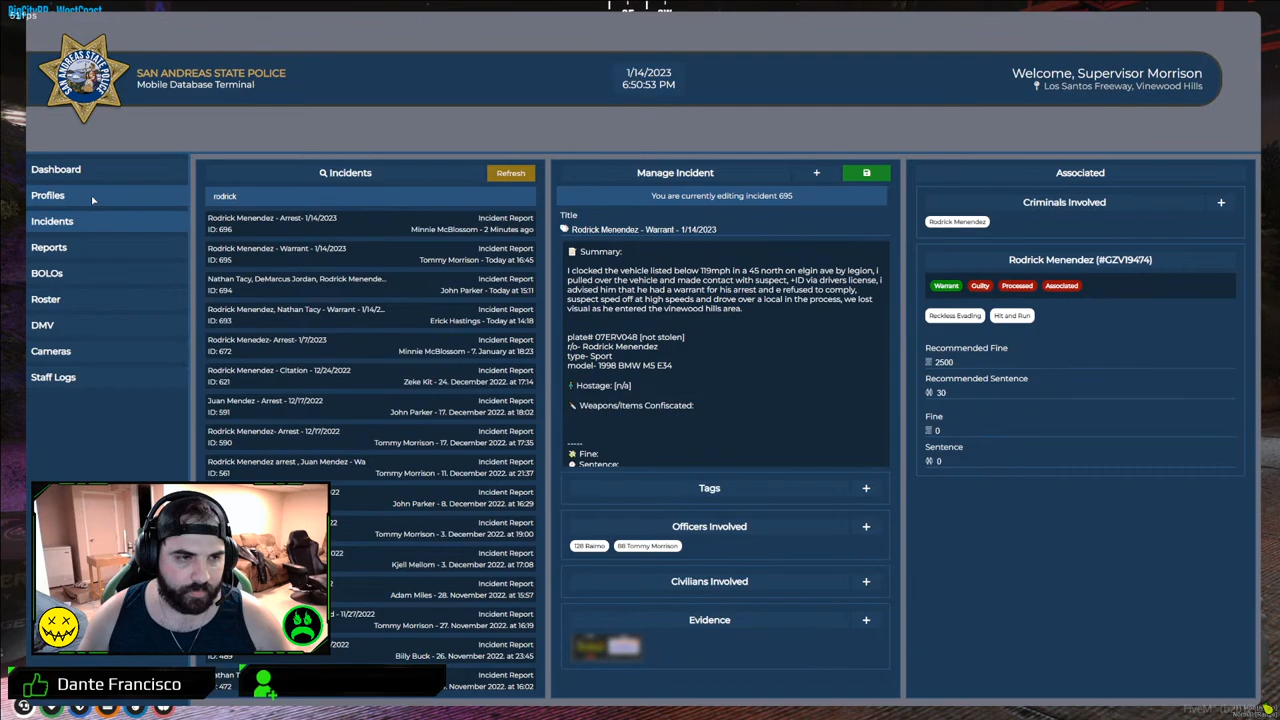 BigCityRP - WestCoast
51fps
SAN ANDREAS STATE POLICE
Mobile Database Terminal
1/14/2023
6:50:53 PM
Welcome, Supervisor Morrison
Los Santos Freeway, Vinewood Hills
Dashboard
Profiles
Incidents
Reports
BOLOs
Roster
DMV
Cameras
Staff Logs
Incidents
Refresh
rodrick
Rodrick Menendez - Arrest- 1/14/2023
Incident Report
ID: 696
Minnie McBlossom - 2 Minutes ago
Rodrick Menendez - Warrant - 1/14/2023
Incident Report
ID: 695
Tommy Morrison - Today at 16:45
Nathan Tacy, DeMarcus Jordan, Rodrick Menende...
Incident Report
ID: 694
John Parker - Today at 15:11
Rodrick Menendez, Nathan Tacy - Warrant - 1/14/2...
Incident Report
ID: 693
Erick Hastings - Today at 14:18
Rodrick Menedez- Arrest- 1/7/2023
Incident Report
ID: 672
Minnie McBlossom - 7. January at 18:23
Rodrick Menendez - Citation - 12/24/2022
Incident Report
ID: 621
Zeke Kit - 24. December 2022. at 17:14
Juan Mendez - Arrest - 12/17/2022
Incident Report
ID: 591
John Parker - 17. December 2022. at 18:02
Rodrick Menendez- Arrest - 12/17/2022
Incident Report
ID: 590
Tommy Morrison - 17. December 2022. at 17:35
Rodrick Menendez arrest , Juan Mendez - Wa
Incident Report
ID: 561
Tommy Morrison - 11. December 2022. at 21:37
Incident Report
John Parker - 8. December 2022. at 16:29
Incident Report
Tommy Morrison - 3. December 2022. at 19:00
Incident Report
Kjell Mellom - 3. December 2022. at 17:08
Incident Report
Adam Miles - 28. November 2022. at 15:57
11/27/2022
Incident Report
Tommy Morrison - 27. November 2022. at 16:19
Incident Report
ID: 489
Billy Buck - 26. November 2022. at 23:45
Nathan T
Incident Report
ID: 472
November 2022. at 16:02
Manage Incident
You are currently editing incident 695
Title
Rodrick Menendez - Warrant - 1/14/2023
Summary:
I clocked the vehicle listed below 119mph in a 45 north on elgin ave by legion, i
pulled over the vehicle and made contact with suspect, +ID via drivers license, i
advised him that he had a warrant for his arrest and e refused to comply,
suspect sped off at high speeds and drove over a local in the process, we lost
visual as he entered the vinewood hills area.
plate# 07ERV048 [not stolen]
r/o- Rodrick Menendez
type- Sport
model- 1998 BMW M5 E34
Hostage: [n/a]
Weapons/Items Confiscated:
-----
Fine:
Sentence:
Tags
Officers Involved
128 Raimo
88 Tommy Morrison
Civilians Involved
Evidence
Associated
Criminals Involved
Rodrick Menendez
Rodrick Menendez (#GZV19474)
Warrant
Guilty
Processed
Associated
Reckless Evading
Hit and Run
Recommended Fine
2500
Recommended Sentence
30
Fine
0
Sentence
0
Dante Francisco